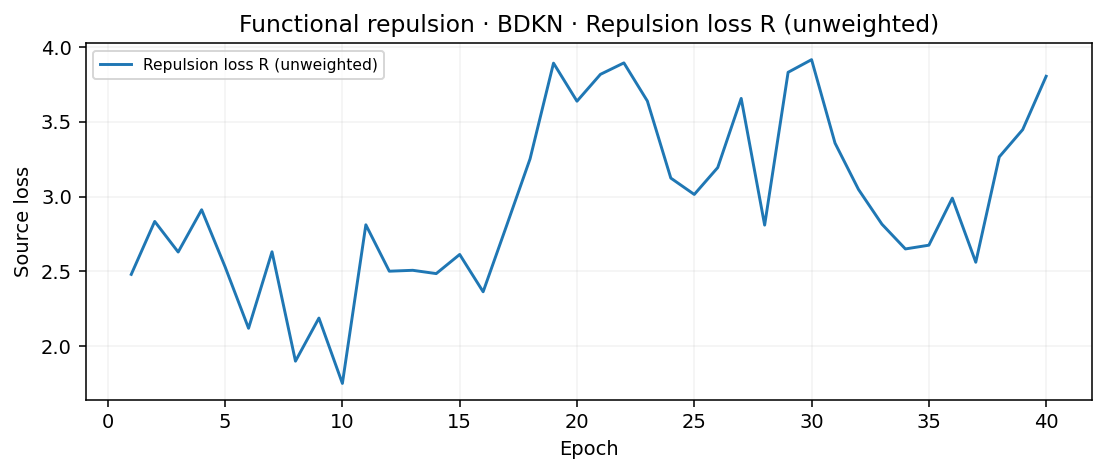 Functional repulsion · BDKN · Repulsion loss R (unweighted)
Repulsion loss R (unweighted)
Source loss
4.0
3.5
3.0
2.5
2.0
0 5 10 15 20 25 30 35 40
Epoch